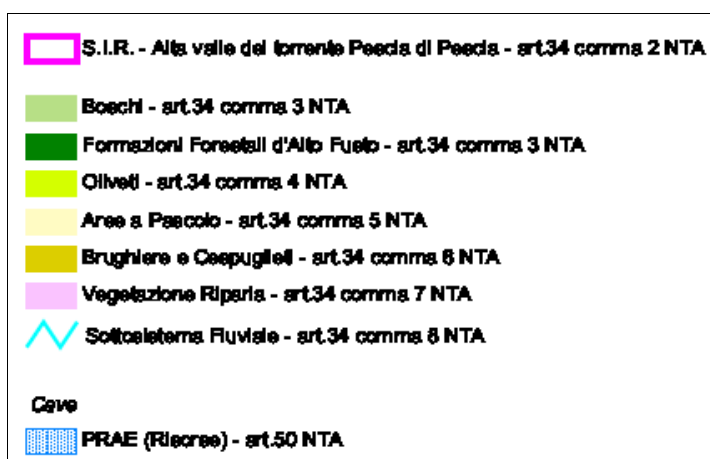 S.I.R. - Alta valle del torrente Pescia di Pescia - art.34 comma 2 NTA
Boschi - art.34 comma 3 NTA
Formazioni Forestali d'Alto Fusto - art.34 comma 3 NTA
Oliveti - art.34 comma 4 NTA
Aree a Pascolo - art.34 comma 5 NTA
Brughiere e Cespuglieti - art.34 comma 6 NTA
Vegetazione Riparia - art.34 comma 7 NTA
Sottosistema Fluviale - art.34 comma 8 NTA
Cave
PRAE (Risorse) - art.50 NTA